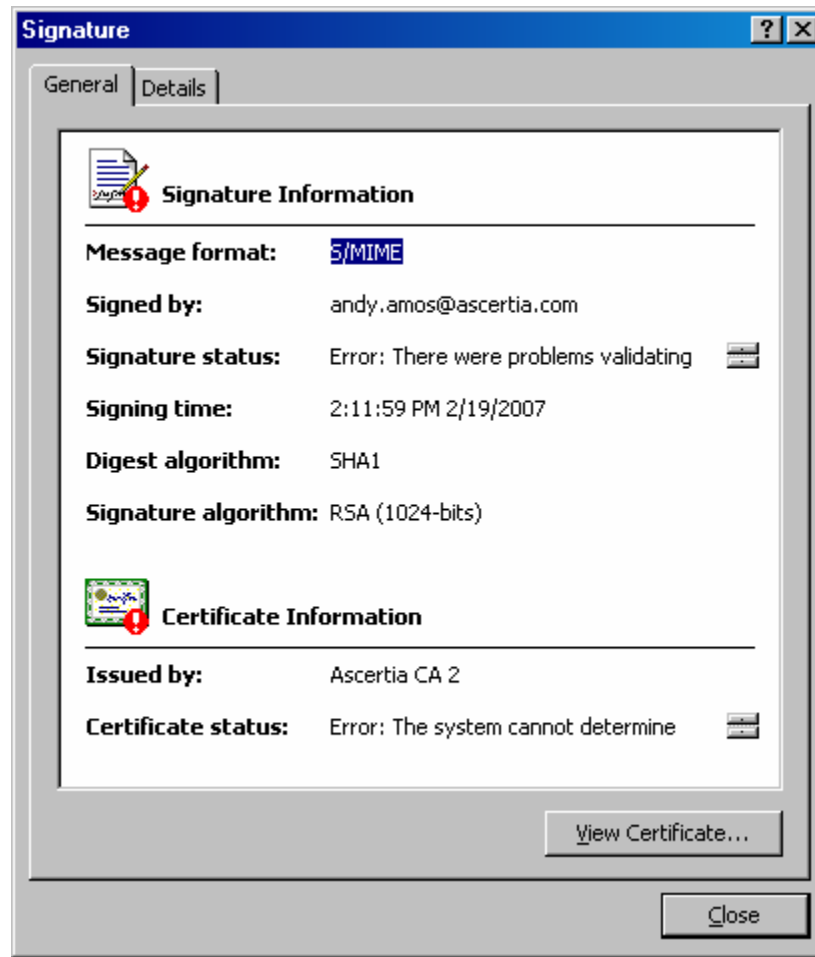 Signature
General Details
Signature Information
Message format: S/MIME
Signed by: andy.amos@ascertia.com
Signature status: Error: There were problems validating
Signing time: 2:11:59 PM 2/19/2007
Digest algorithm: SHA1
Signature algorithm: RSA (1024-bits)
Certificate Information
Issued by: Ascertia CA 2
Certificate status: Error: The system cannot determine
View Certificate...
Close